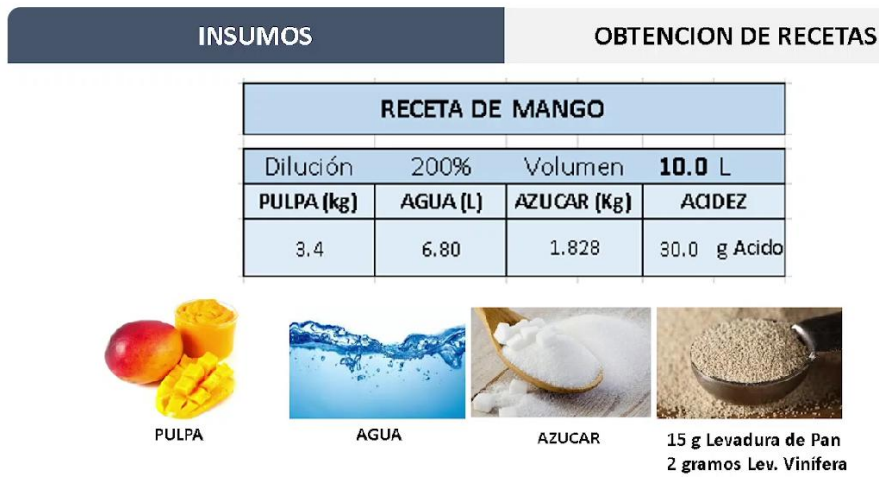 INSUMOS
OBTENCION DE RECETAS
RECETA DE MANGO
Dilución 200% Volumen 10.0 L
PULPA (kg) AGUA (L) AZUCAR (Kg) ACIDEZ
3.4 6.80 1.828 30.0 g Acido
PULPA
AGUA
AZUCAR
15 g Levadura de Pan
2 gramos Lev. Vinífera